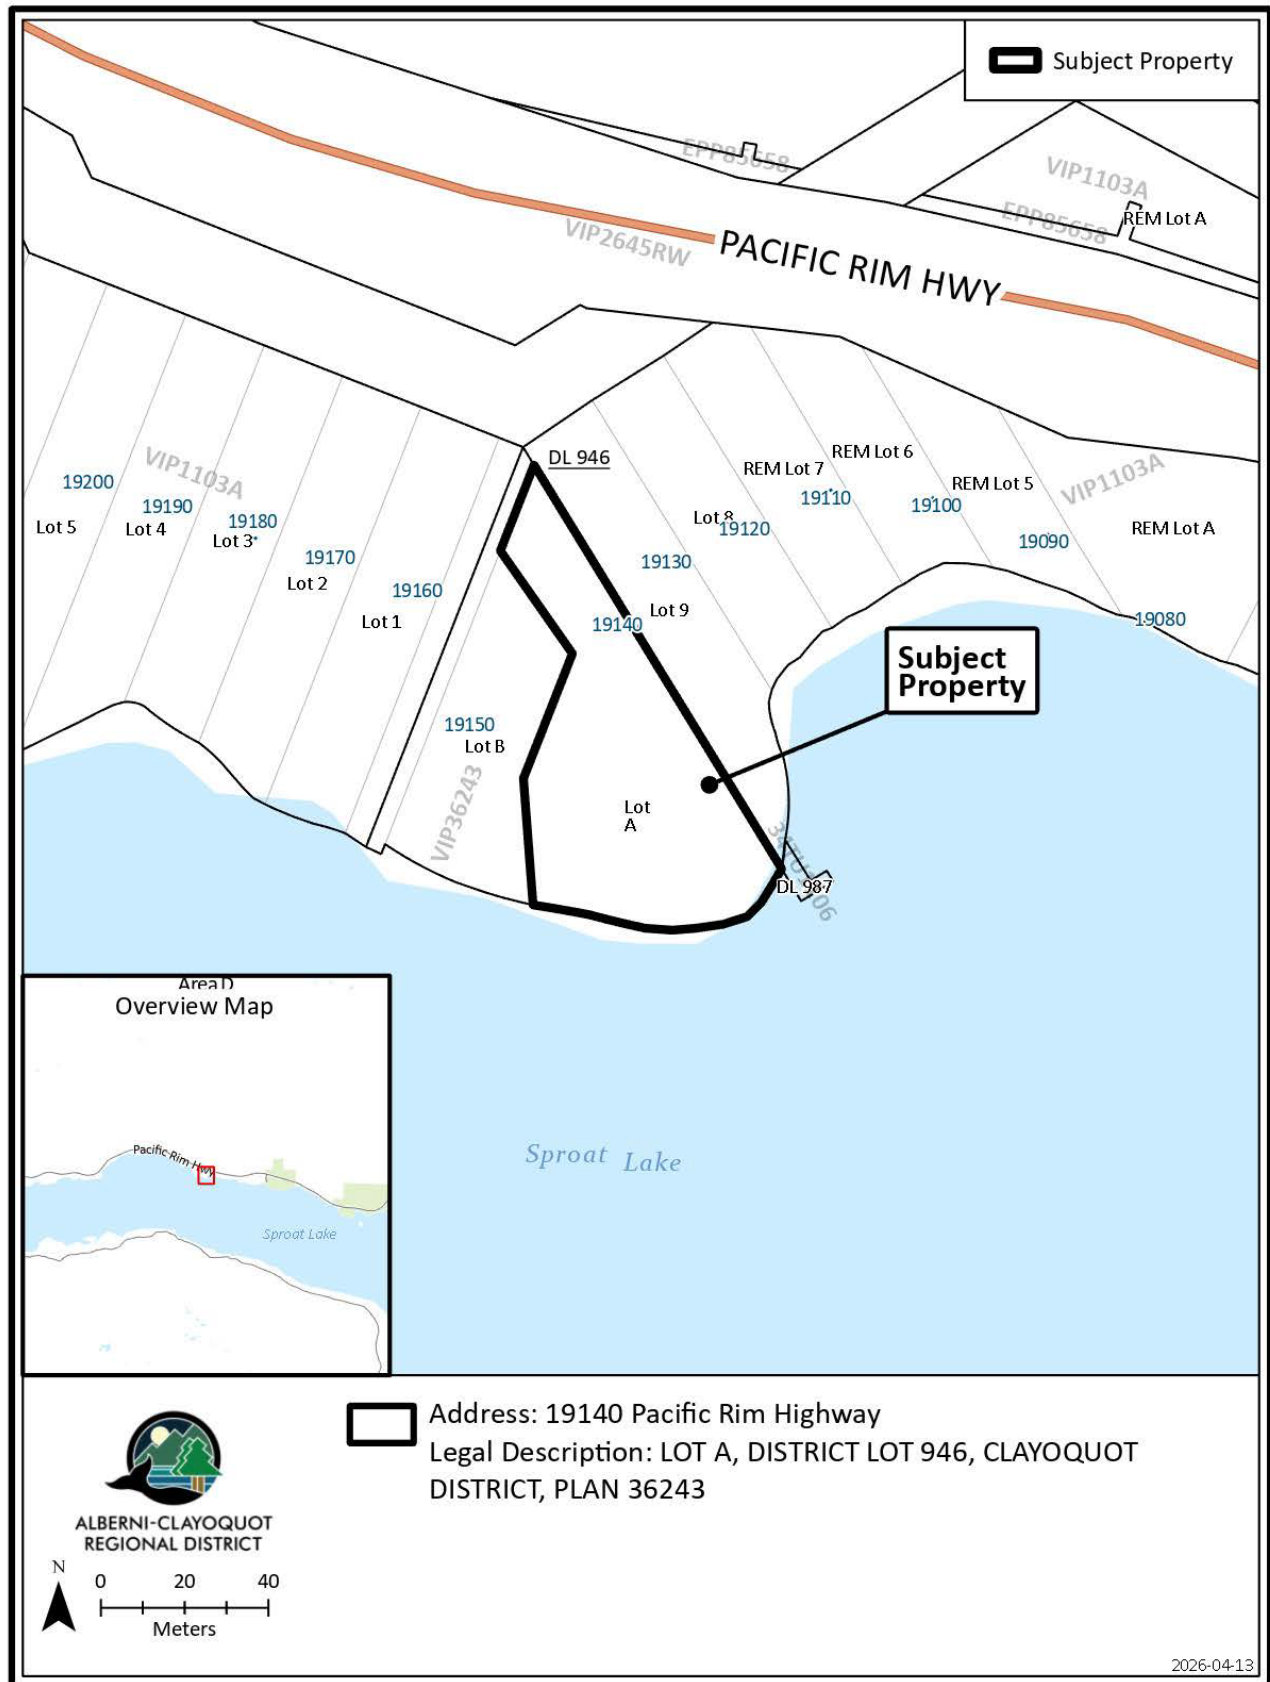 Subject Property
EPP85658
VIP1103A
EPP85658
REM Lot A
VIP2645RW
PACIFIC RIM HWY
DL 946
REM Lot 6
REM Lot 7
VIP1103A
VIP1103A
19200
19190
19180
19110
19100
REM Lot 5
Lot 5
Lot 4
Lot 3
Lot 8
19120
19090
REM Lot A
19170
19130
Lot 2
19160
Lot 9
Lot 1
19140
19080
Subject
Property
19150
Lot B
VIP36243
Lot
A
DL 987
Area D
Overview Map
Pacific Rim Hwy
Sproat Lake
Sproat Lake
Address: 19140 Pacific Rim Highway
Legal Description: LOT A, DISTRICT LOT 946, CLAYOQUOT
DISTRICT, PLAN 36243
ALBERNI-CLAYOQUOT
REGIONAL DISTRICT
N
0 20 40
Meters
2026-04-13